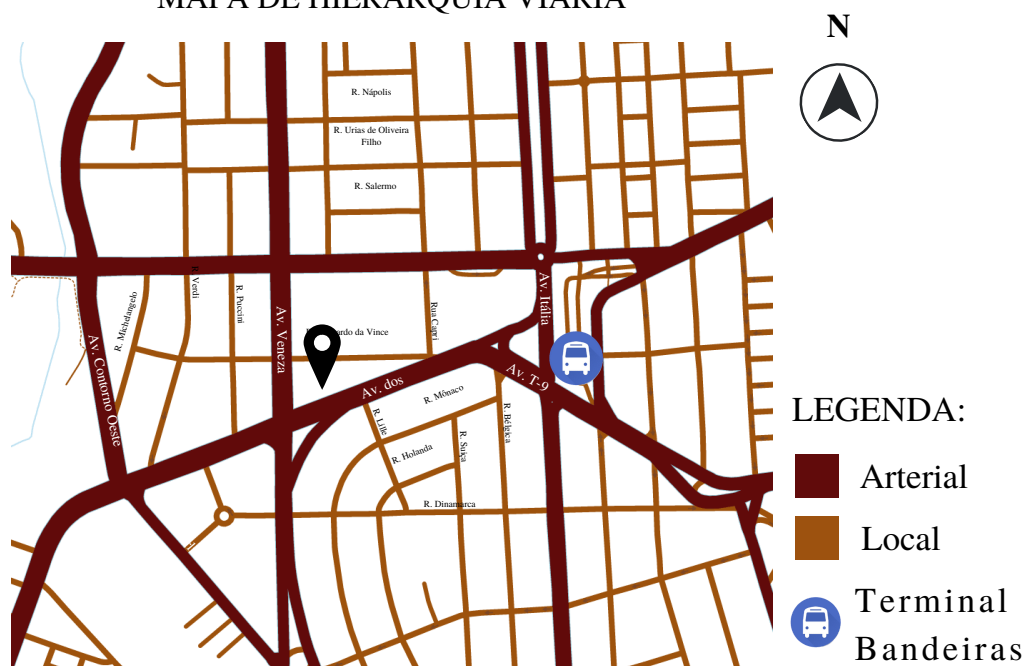 MAPA DE HIERARQUIA VIÁRIA
N
R. Nápolis
R. Urias de Oliveira
Filho
R. Salermo
R. Verdi
R. Puccini
R. Michelangelo
Av. Contorno Oeste
Av. Veneza
da Vince
Rua Capri
Av. Itália
Av. dos
Av. T-9
R. Mônaco
R. Lille
R. Holanda
R. Suiça
R. Bélgica
R. Dinamarca
LEGENDA:
Arterial
Local
Terminal
Bandeiras